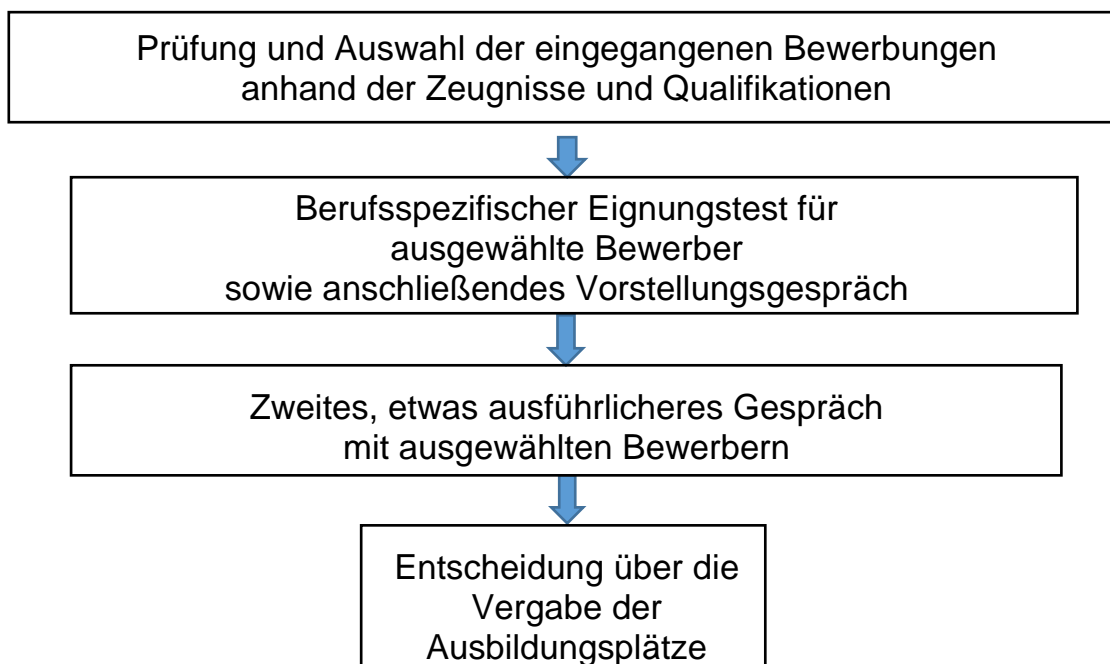 Prüfung und Auswahl der eingegangenen Bewerbungen
anhand der Zeugnisse und Qualifikationen
Berufsspezifischer Eignungstest für
ausgewählte Bewerber
sowie anschließendes Vorstellungsgespräch
Zweites, etwas ausführlicheres Gespräch
mit ausgewählten Bewerbern
Entscheidung über die
Vergabe der
Ausbildungsplätze